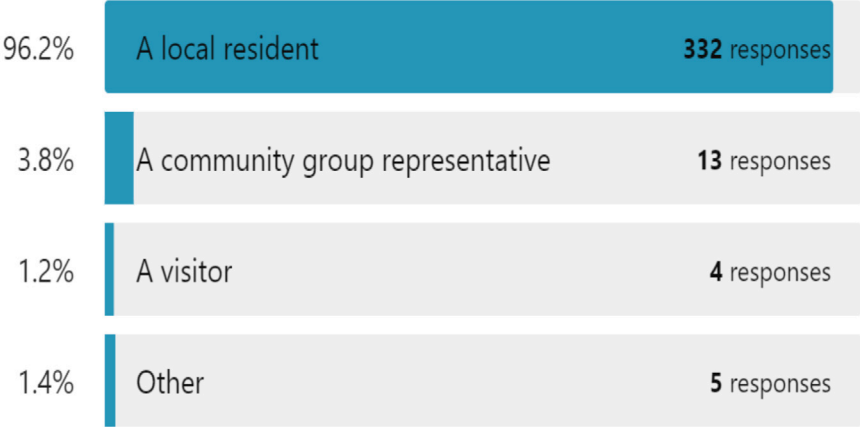 96.2% A local resident 332 responses
3.8% A community group representative 13 responses
1.2% A visitor 4 responses
1.4% Other 5 responses